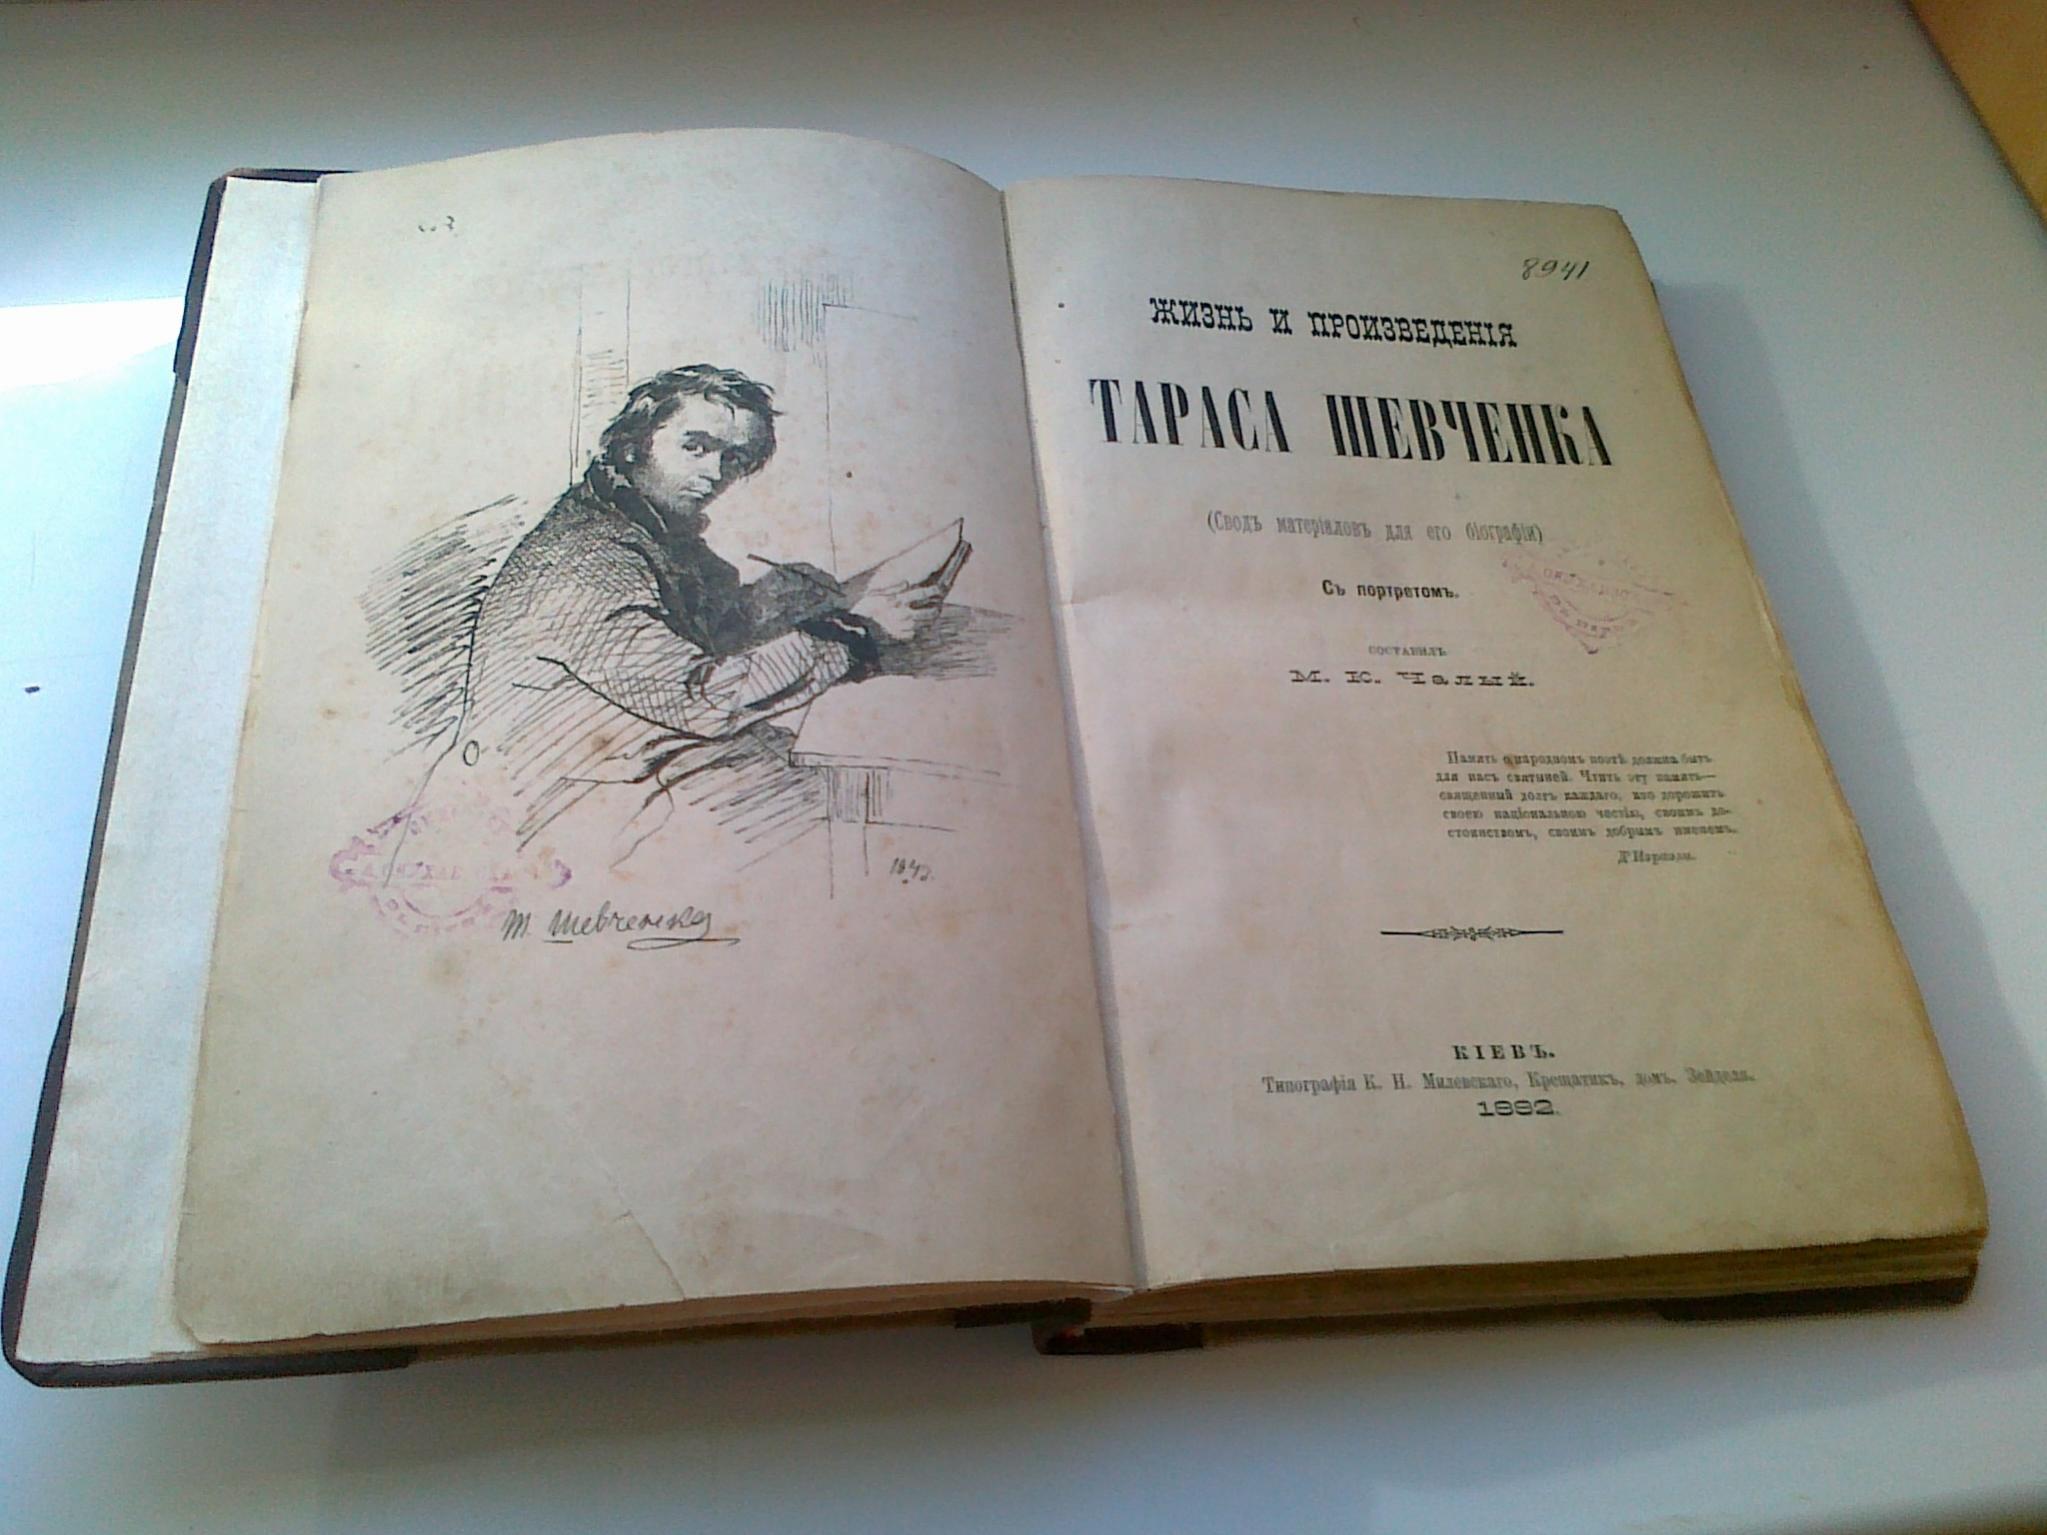 1843.
Т. Шевченко
8941
ЖИЗНЬ И ПРОИЗВЕДЕНІЯ
ТАРАСА ШЕВЧЕНКА
(Сводъ матеріаловъ для его біографіи)
Съ портретомъ.
СОСТАВИЛЪ
М. К. Чалый.
Память о народномъ поэтѣ должна быть
для насъ святыней. Чтить эту память—
священный долгъ каждаго, кто дорожитъ
своею національною честію, своимъ до-
стоинствомъ, своимъ добрымъ именемъ.
Д'Израэли.
КІЕВЪ.
Типографія К. Н. Милевскаго, Крещатикъ, домъ. Зейделя.
1882.